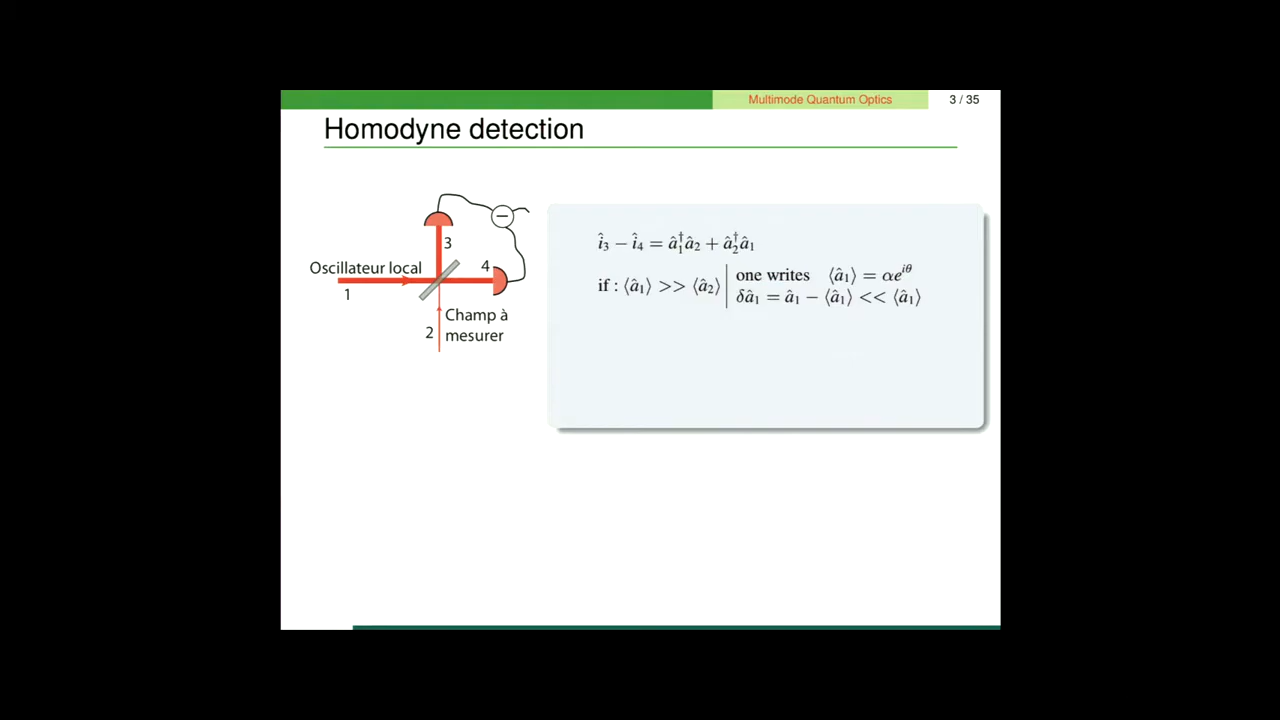 Multimode Quantum Optics
3 / 35
Homodyne detection
3
4
Oscillateur local
1
Champ à
2
mesurer
î₃ − î₄ = â₁†â₂ + â₂†â₁
if : ⟨â₁⟩ >> ⟨â₂⟩
one writes ⟨â₁⟩ = αe^{iθ}
δâ₁ = â₁ − ⟨â₁⟩ << ⟨â₁⟩